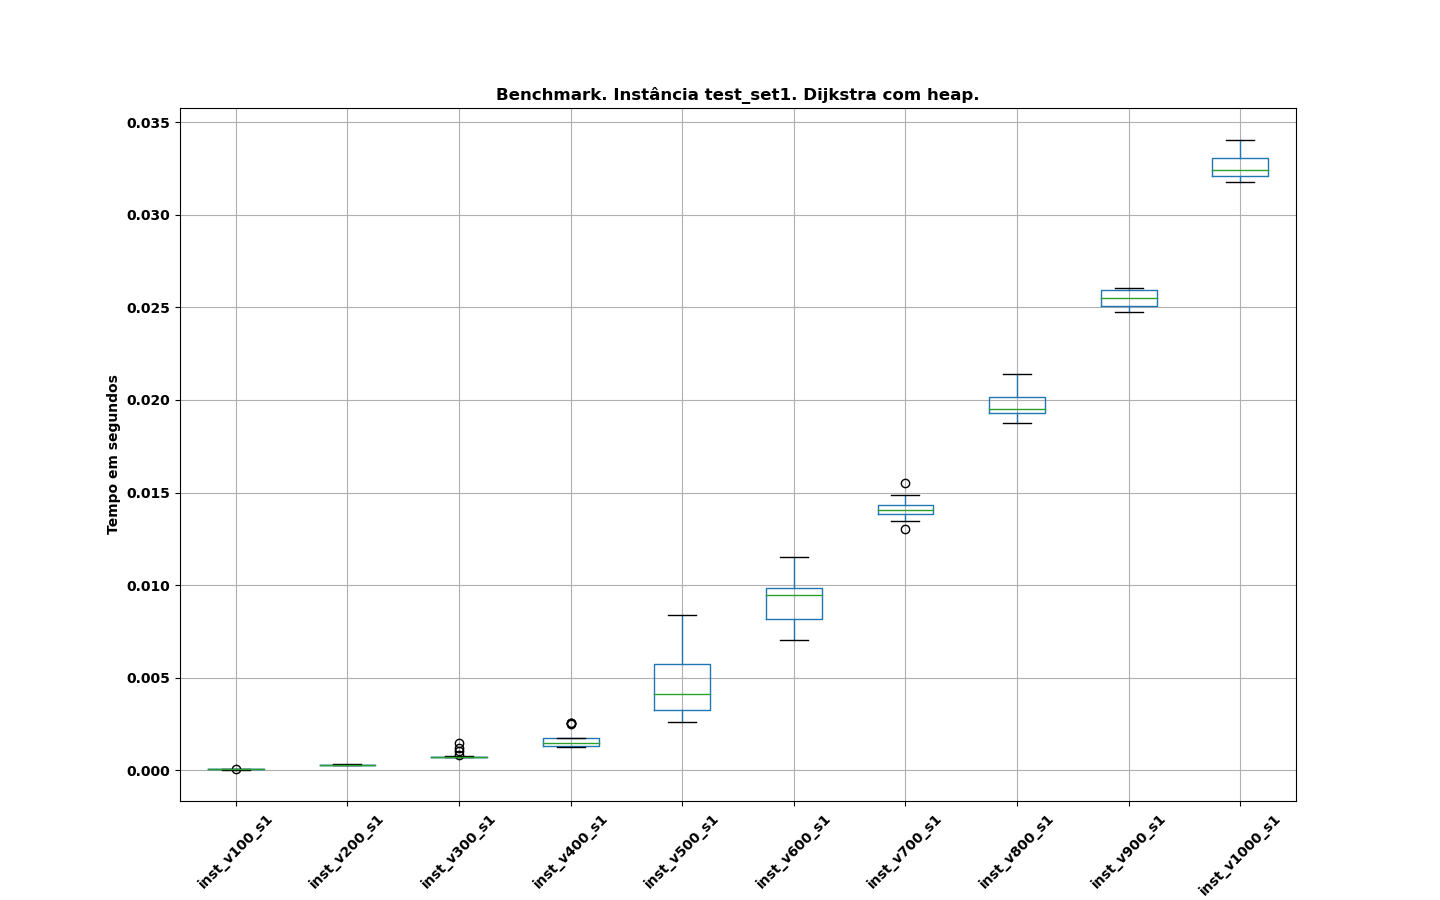 Benchmark. Instância test_set1. Dijkstra com heap.
Tempo em segundos
0.035
0.030
0.025
0.020
0.015
0.010
0.005
0.000
inst_v100_s1
inst_v200_s1
inst_v300_s1
inst_v400_s1
inst_v500_s1
inst_v600_s1
inst_v700_s1
inst_v800_s1
inst_v900_s1
inst_v1000_s1